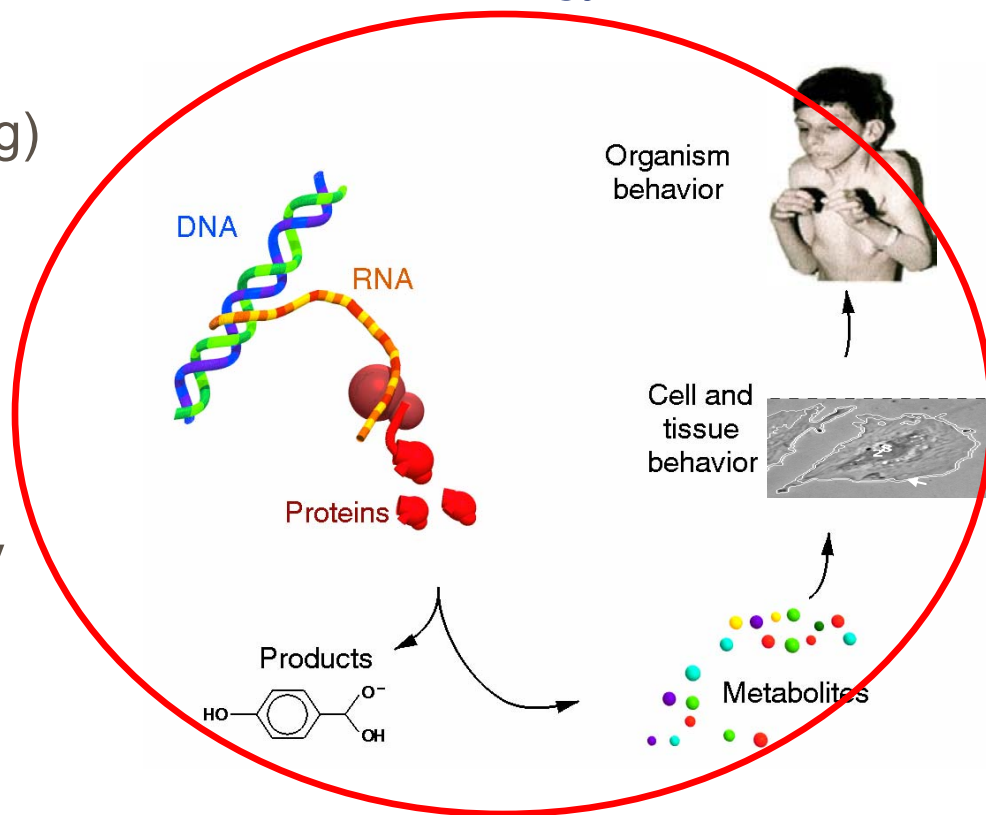 g)
DNA
RNA
Proteins
Products
HO
O⁻
OH
Metabolites
Cell and
tissue
behavior
Organism
behavior